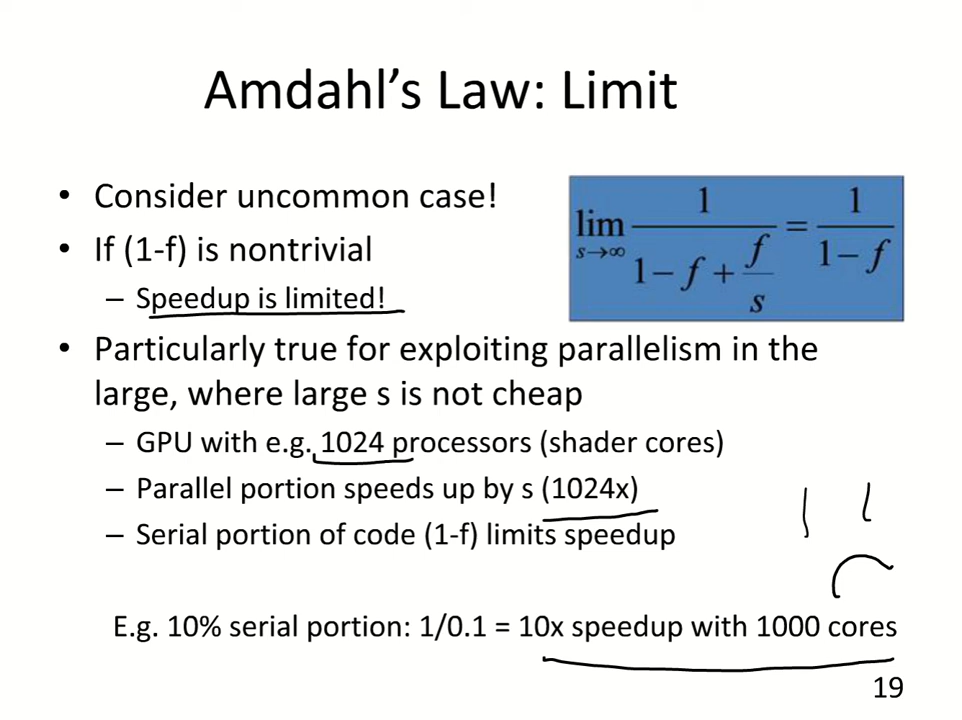 Amdahl's Law: Limit
• Consider uncommon case!
• If (1-f) is nontrivial
– Speedup is limited!
lim s→∞ 1 / (1 − f + f/s) = 1 / (1 − f)
• Particularly true for exploiting parallelism in the
large, where large s is not cheap
– GPU with e.g. 1024 processors (shader cores)
– Parallel portion speeds up by s (1024x)
– Serial portion of code (1-f) limits speedup
E.g. 10% serial portion: 1/0.1 = 10x speedup with 1000 cores
19